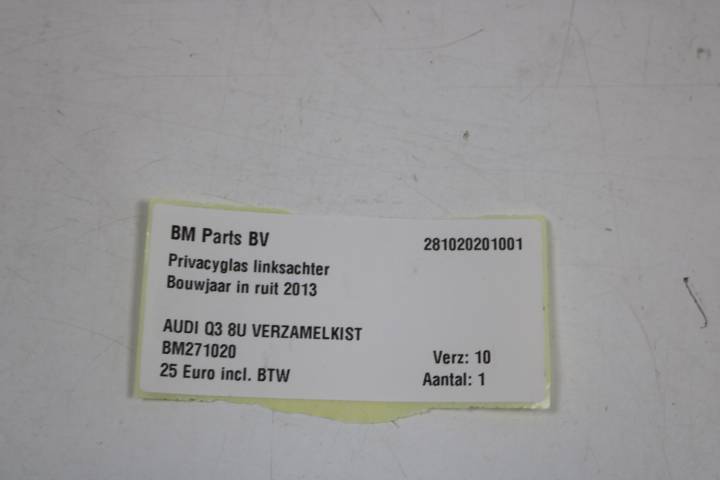 BM Parts BV 281020201001
Privacyglas linksachter
Bouwjaar in ruit 2013
AUDI Q3 8U VERZAMELKIST
BM271020 Verz: 10
25 Euro incl. BTW Aantal: 1